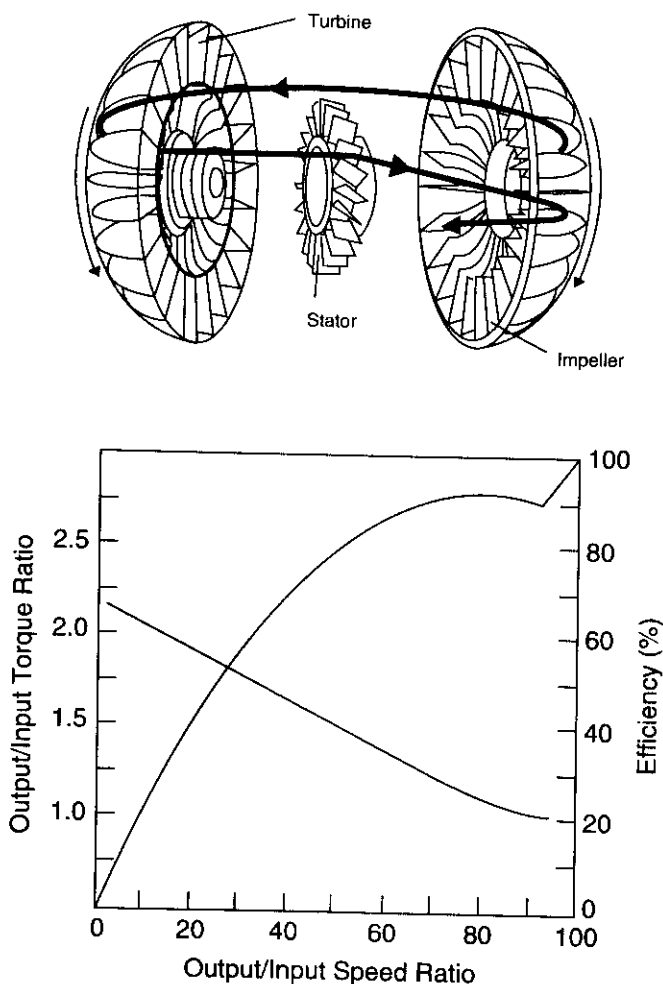 Turbine
Stator
Impeller
Output/Input Torque Ratio
2.5
2.0
1.5
1.0
100
80
60
40
20
0
Efficiency (%)
0 20 40 60 80 100
Output/Input Speed Ratio